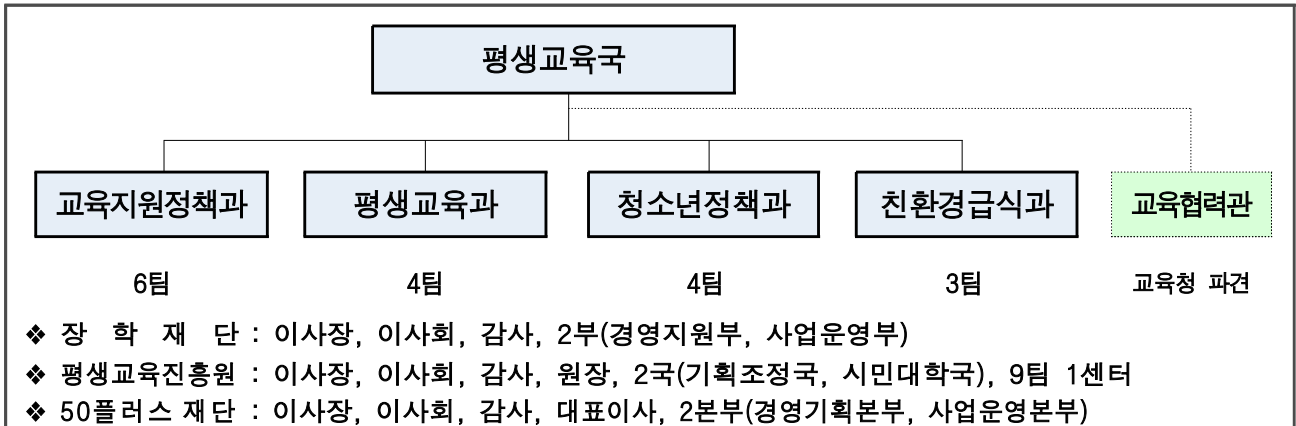 평생교육국
교육지원정책과 평생교육과 청소년정책과 친환경급식과 교육협력관
6팀 4팀 4팀 3팀 교육청 파견
❖ 장 학 재 단 : 이사장, 이사회, 감사, 2부(경영지원부, 사업운영부)
❖ 평생교육진흥원 : 이사장, 이사회, 감사, 원장, 2국(기획조정국, 시민대학국), 9팀 1센터
❖ 50플러스 재단 : 이사장, 이사회, 감사, 대표이사, 2본부(경영기획본부, 사업운영본부)